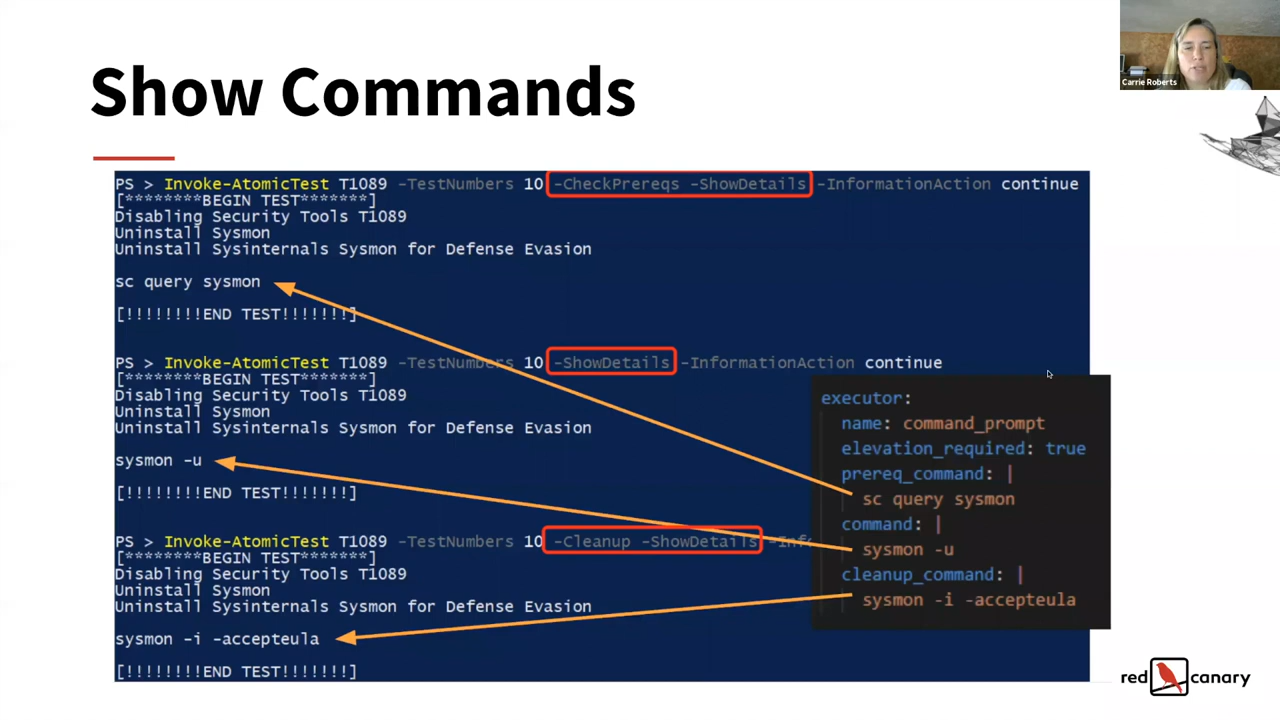 Carrie Roberts
Show Commands
PS > Invoke-AtomicTest T1089 -TestNumbers 10 -CheckPrereqs -ShowDetails -InformationAction continue
[********BEGIN TEST*******]
Disabling Security Tools T1089
Uninstall Sysmon
Uninstall Sysinternals Sysmon for Defense Evasion
sc query sysmon
[!!!!!!!!END TEST!!!!!!!]
PS > Invoke-AtomicTest T1089 -TestNumbers 10 -ShowDetails -InformationAction continue
[********BEGIN TEST*******]
Disabling Security Tools T1089
Uninstall Sysmon
Uninstall Sysinternals Sysmon for Defense Evasion
sysmon -u
[!!!!!!!!END TEST!!!!!!!]
PS > Invoke-AtomicTest T1089 -TestNumbers 10 -Cleanup -ShowDetails
[********BEGIN TEST*******]
Disabling Security Tools T1089
Uninstall Sysmon
Uninstall Sysinternals Sysmon for Defense Evasion
sysmon -i -accepteula
[!!!!!!!!END TEST!!!!!!!]
executor:
name: command_prompt
elevation_required: true
prereq_command: |
sc query sysmon
command: |
sysmon -u
cleanup_command: |
sysmon -i -accepteula
red canary